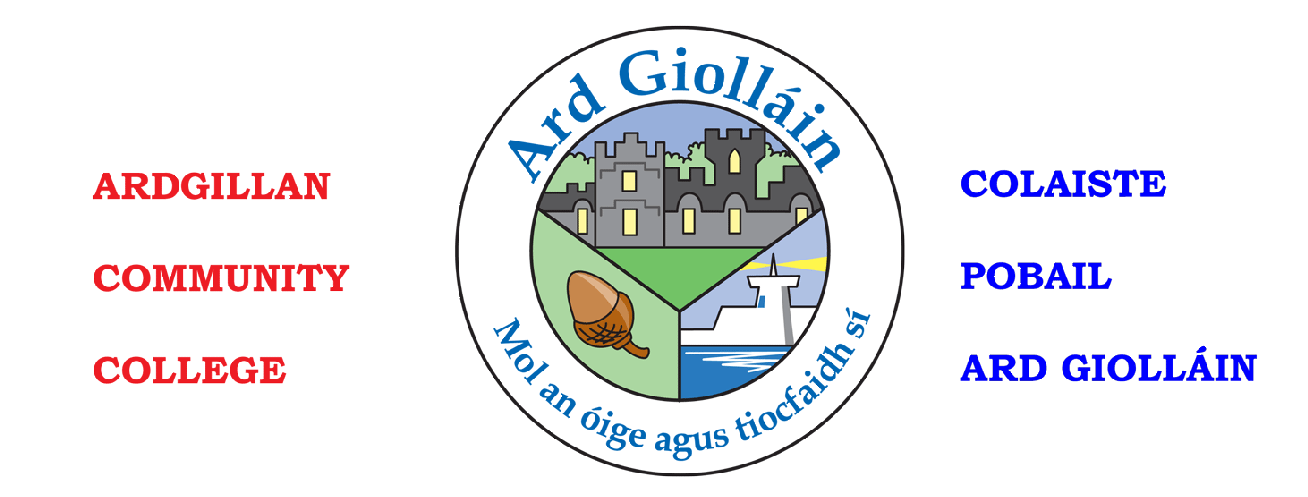 ARDGILLAN
COMMUNITY
COLLEGE
Ard Giolláin
Mol an óige agus tiocfaidh sí
COLAISTE
POBAIL
ARD GIOLLÁIN